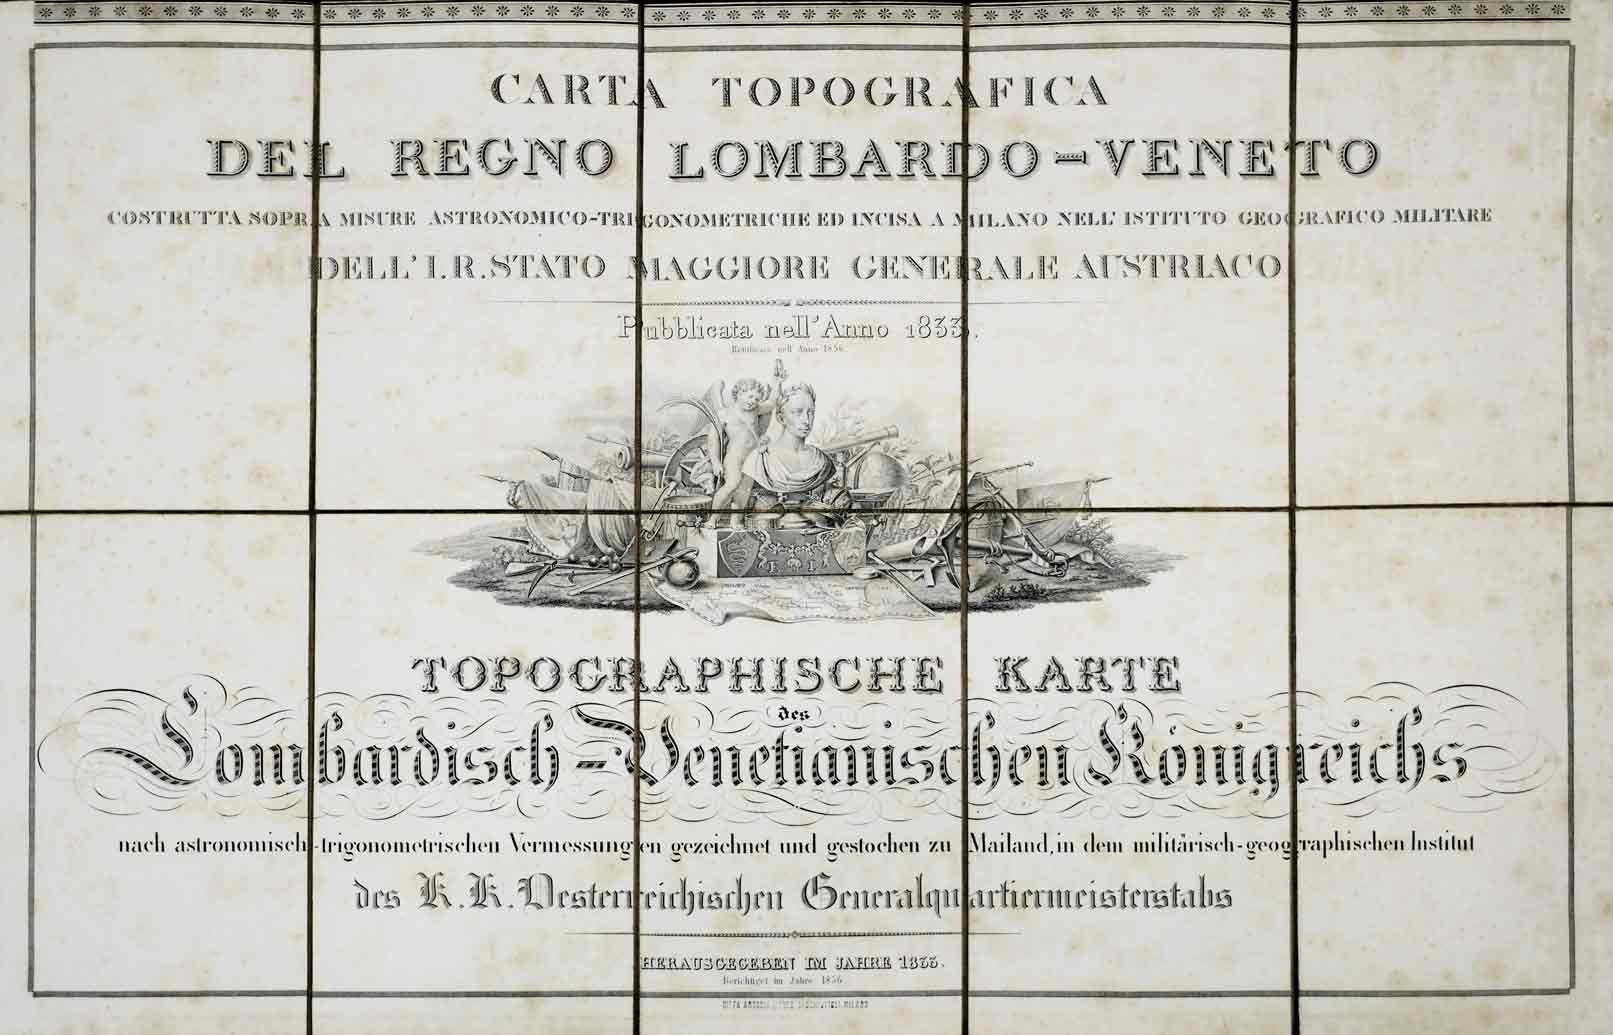 CARTA TOPOGRAFICA
DEL REGNO LOMBARDO-VENETO
COSTRUTTA SOPRA MISURE ASTRONOMICO-TRIGONOMETRICHE ED INCISA A MILANO NELL' ISTITUTO GEOGRAFICO MILITARE
DELL' I.R. STATO MAGGIORE GENERALE AUSTRIACO
Pubblicata nell' Anno 1833.
Rettificata nell' Anno 1856
F. I.
TOPOGRAPHISCHE KARTE
des
Lombardisch-Venetianischen Königreichs
nach astronomisch-trigonometrischen Vermessungen gezeichnet und gestochen zu Mailand, in dem militärisch-geographischen Institut
des K.K. Oesterreichischen Generalquartiermeisterstabs
HERAUSGEGEBEN IM JAHRE 1833.
Berichtiget im Jahre 1856
MILANO